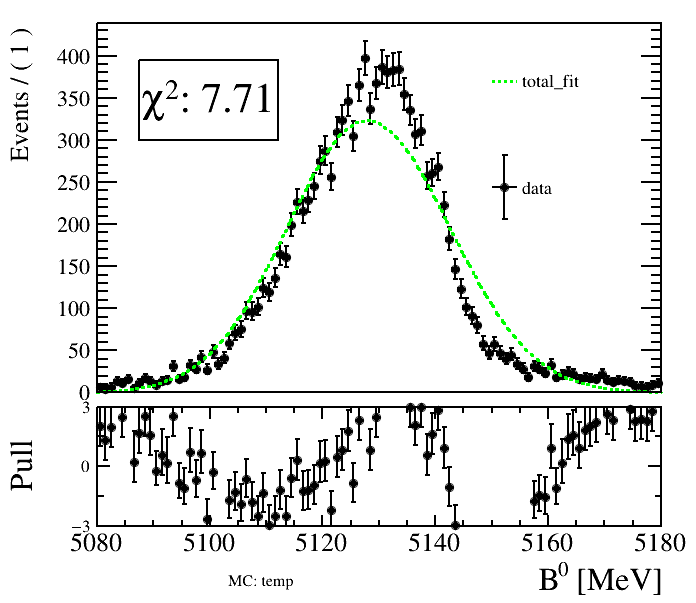 Events / ( 1 )
400
350
300
250
200
150
100
50
0
χ²: 7.71
total_fit
data
Pull
3
0
−3
5080 5100 5120 5140 5160 5180
MC: temp
B⁰ [MeV]